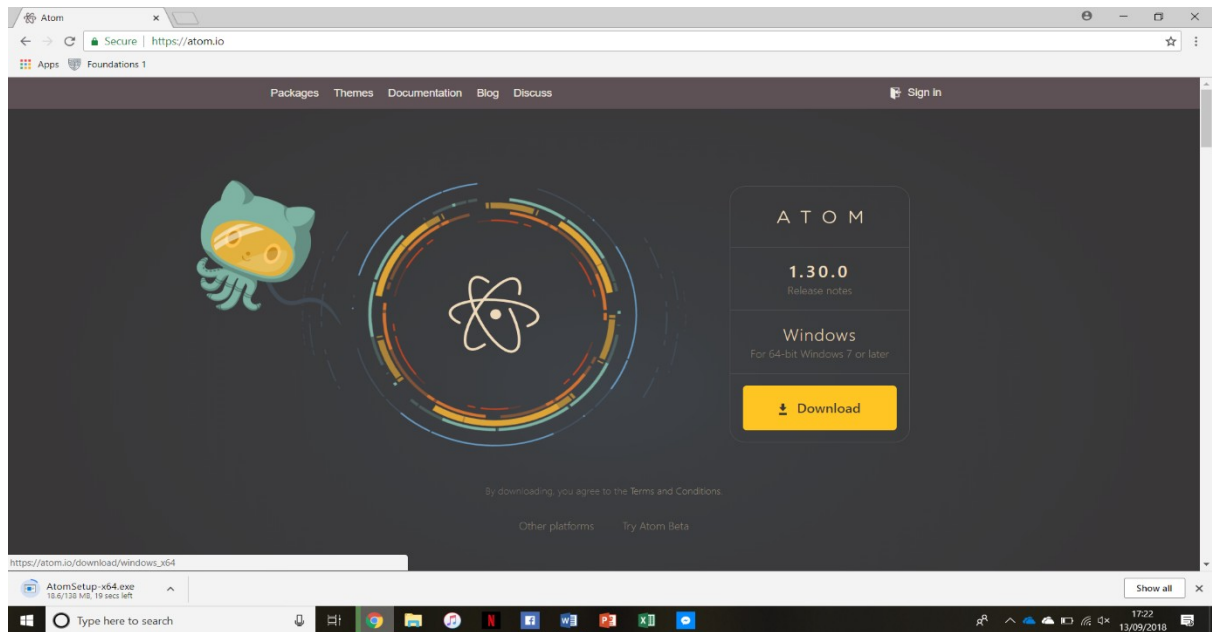 Atom
Secure | https://atom.io
Apps Foundations 1
Packages Themes Documentation Blog Discuss Sign in
ATOM
1.30.0
Release notes
Windows
For 64-bit Windows 7 or later
Download
By downloading, you agree to the Terms and Conditions.
Other platforms Try Atom Beta
https://atom.io/download/windows_x64
AtomSetup-x64.exe
18.6/138 MB, 19 secs left
Show all
Type here to search
17:22
13/09/2018